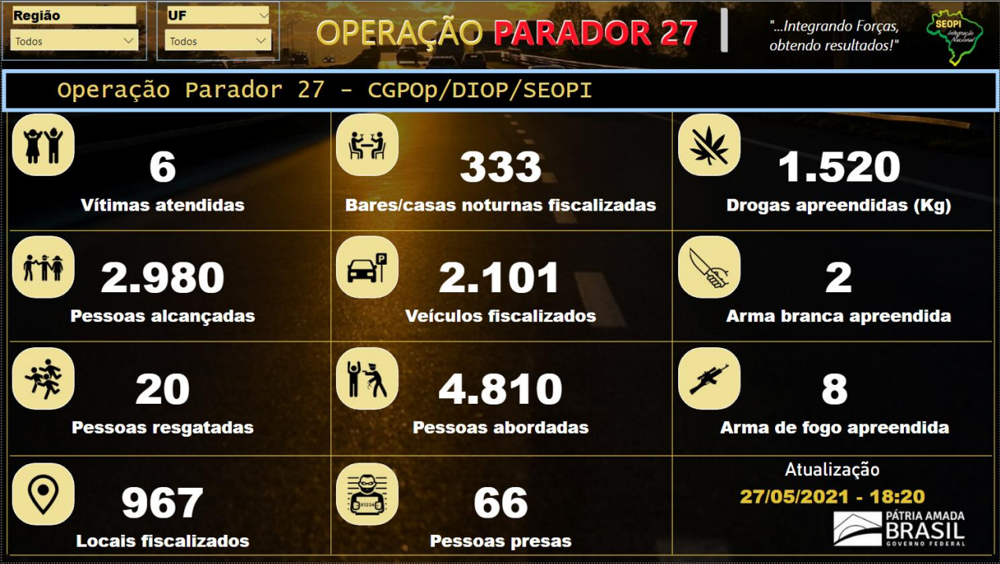 Região
Todos
UF
Todos
OPERAÇÃO PARADOR 27
"...Integrando Forças,
obtendo resultados!"
SEOPI
Integração
Nacional
Operação Parador 27 - CGPOp/DIOP/SEOPI
6
Vítimas atendidas
333
Bares/casas noturnas fiscalizadas
1.520
Drogas apreendidas (Kg)
2.980
Pessoas alcançadas
P
2.101
Veículos fiscalizados
2
Arma branca apreendida
20
Pessoas resgatadas
4.810
Pessoas abordadas
8
Arma de fogo apreendida
967
Locais fiscalizados
X1234
66
Pessoas presas
Atualização
27/05/2021 - 18:20
PÁTRIA AMADA
BRASIL
GOVERNO FEDERAL